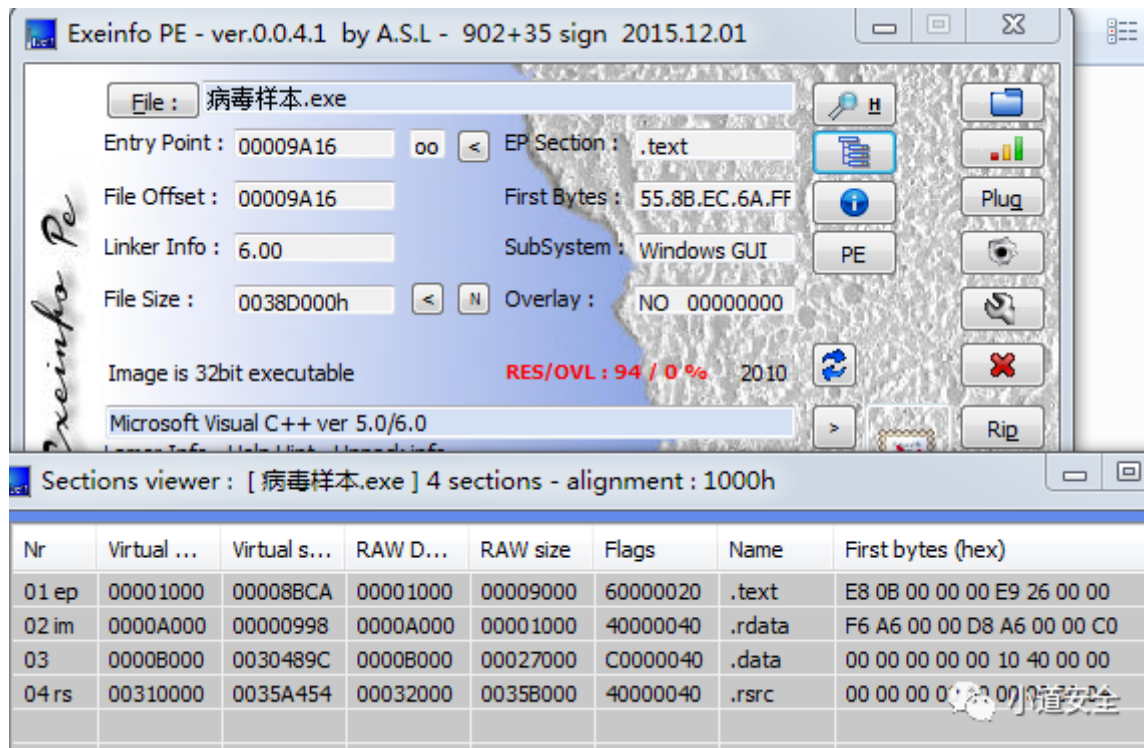 Exeinfo PE - ver.0.0.4.1 by A.S.L - 902+35 sign 2015.12.01
Exeinfo Pe
File : 病毒样本.exe H
Entry Point : 00009A16 oo < EP Section : .text
File Offset : 00009A16 First Bytes : 55.8B.EC.6A.FF Plug
Linker Info : 6.00 SubSystem : Windows GUI PE
File Size : 0038D000h < N Overlay : NO 00000000
Image is 32bit executable RES/OVL : 94 / 0 % 2010
Microsoft Visual C++ ver 5.0/6.0 > Rip
Lamer Info - Help Hint - Unpack info
Sections viewer : [ 病毒样本.exe ] 4 sections - alignment : 1000h
Nr Virtual ... Virtual s... RAW D... RAW size Flags Name First bytes (hex)
01 ep 00001000 00008BCA 00001000 00009000 60000020 .text E8 0B 00 00 00 E9 26 00 00
02 im 0000A000 00000998 0000A000 00001000 40000040 .rdata F6 A6 00 00 D8 A6 00 00 C0
03 0000B000 0030489C 0000B000 00027000 C0000040 .data 00 00 00 00 00 10 40 00 00
04 rs 00310000 0035A454 00032000 0035B000 40000040 .rsrc 00 00 00
小道安全